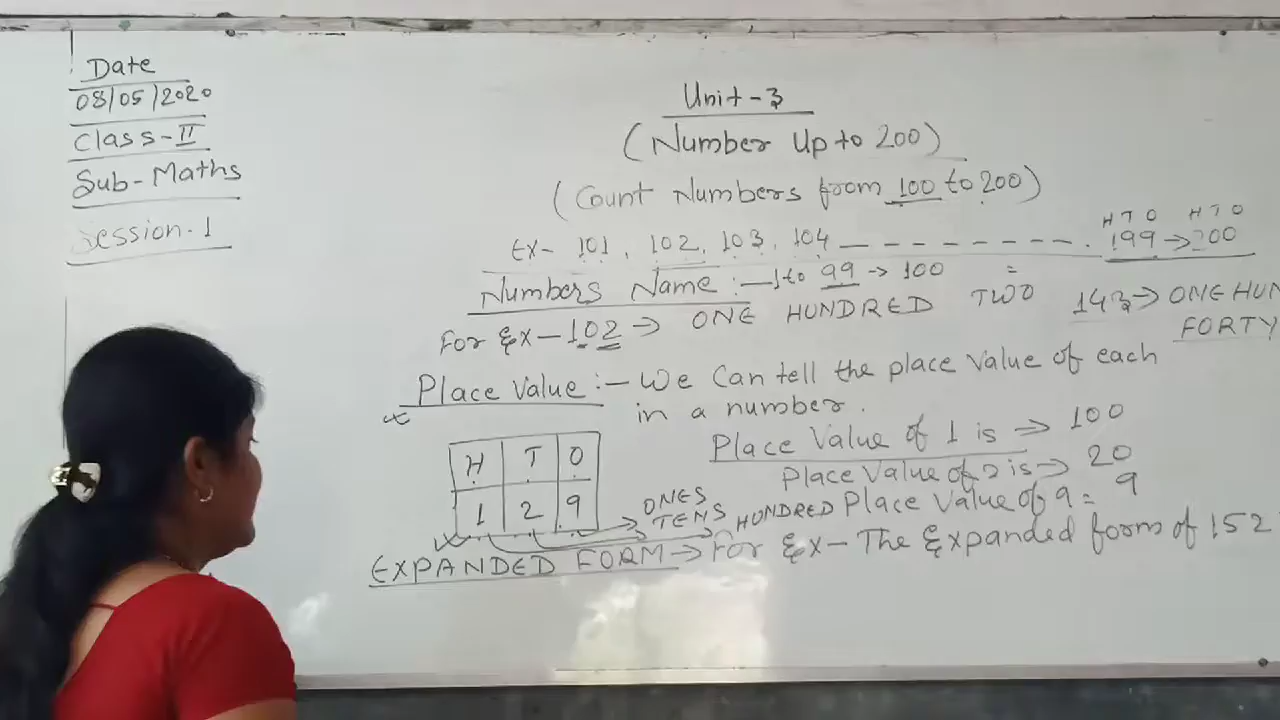 Date
08/05/2020
Class-II
Sub-Maths
Session-1
Unit-3
(Number Up to 200)
(Count Numbers from 100 to 200)
H T O H T O
Ex- 101, 102, 103, 104 — — — — — — — — . 199 → 200
Numbers Name :— 1 to 99 → 100
For Ex — 102 → ONE HUNDRED TWO 143 → ONE HUN
FORTY
Place Value :— We Can tell the place Value of each
in a number.
H T O
1 2 9
ONES
TENS
HUNDRED
Place Value of 1 is → 100
Place Value of 2 is → 20
Place Value of 9 = 9
EXPANDED FORM → For Ex — The Expanded form of 152